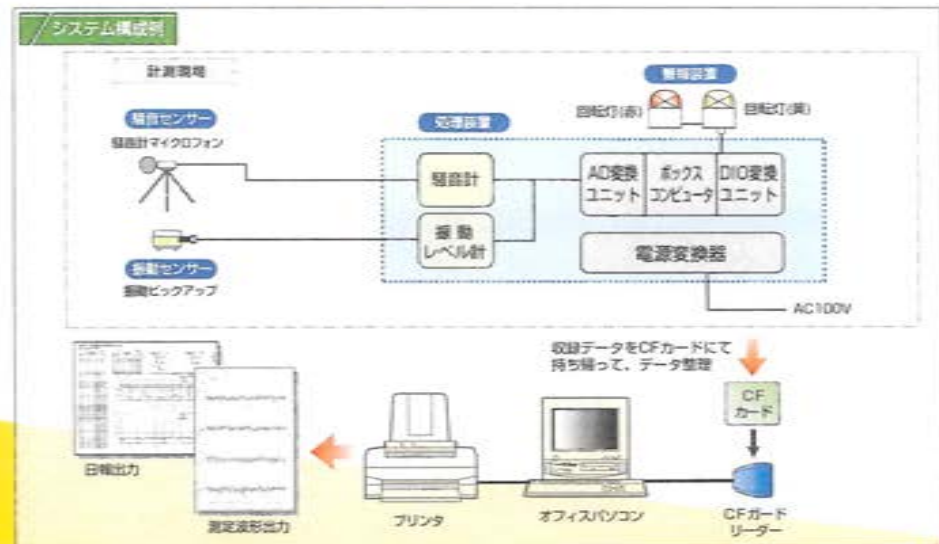 システム構成例
計測現場
警報装置
回転灯(赤)
回転灯(黄)
騒音センサー
騒音計マイクロフォン
処理装置
騒音計
AD変換
ユニット
ボックス
コンピュータ
DIO変換
ユニット
振動
レベル計
電源変換器
振動センサー
振動ピックアップ
AC100V
収録データをCFカードにて
持ち帰って、データ整理
CF
カード
日報出力
測定波形出力
プリンタ
オフィスパソコン
CFカード
リーダー